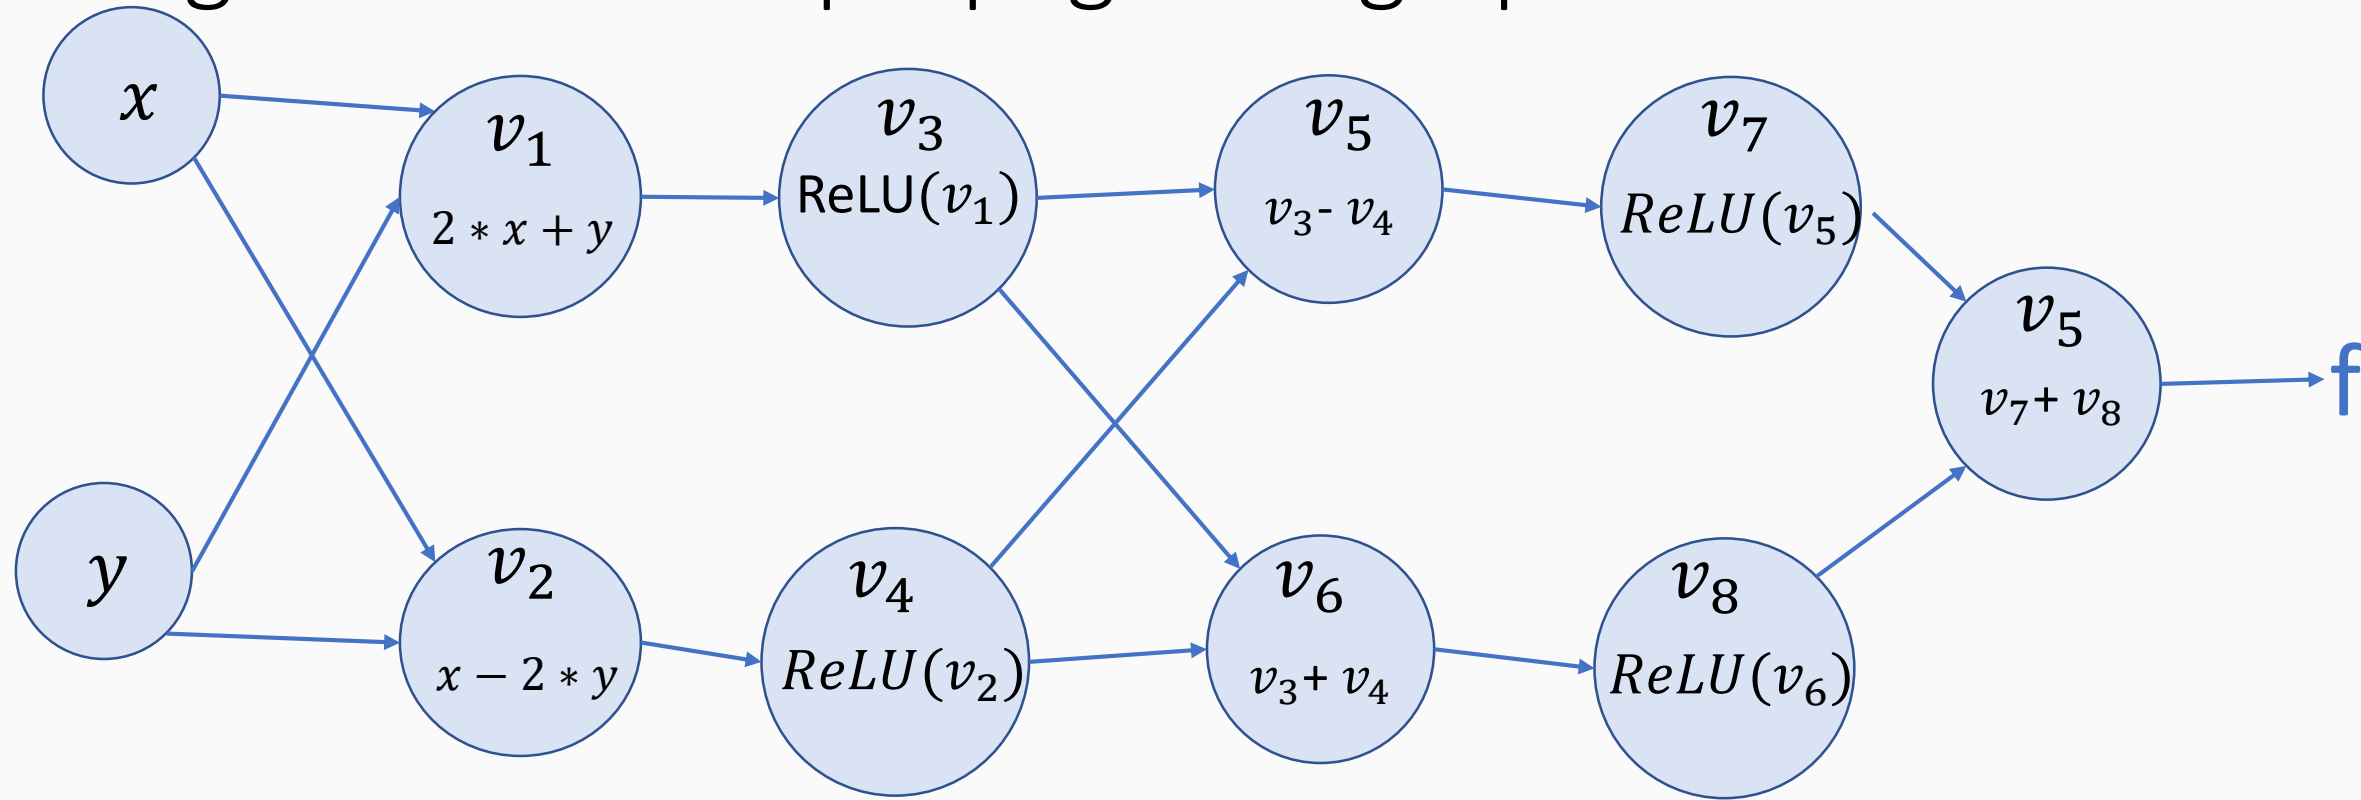 x
v₁
2 ∗ x + y
v₃
ReLU(v₁)
v₅
v₃- v₄
v₇
ReLU(v₅)
v₅
v₇+ v₈
f
y
v₂
x − 2 ∗ y
v₄
ReLU(v₂)
v₆
v₃+ v₄
v₈
ReLU(v₆)